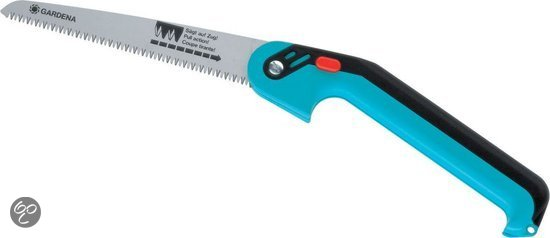 GARDENA
Sägt auf Zug!
Pull action!
Coupe tirante!